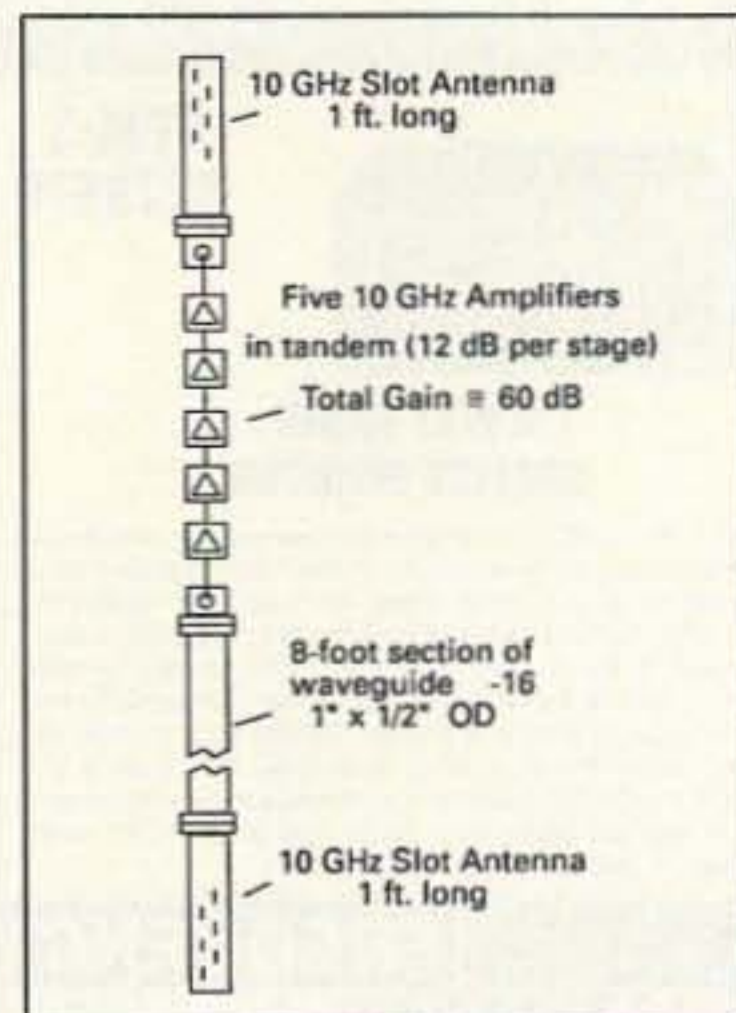 10 GHz Slot Antenna
1 ft. long
Five 10 GHz Amplifiers
in tandem (12 dB per stage)
Total Gain ≅ 60 dB
8-foot section of
waveguide -16
1" x 1/2" OD
10 GHz Slot Antenna
1 ft. long